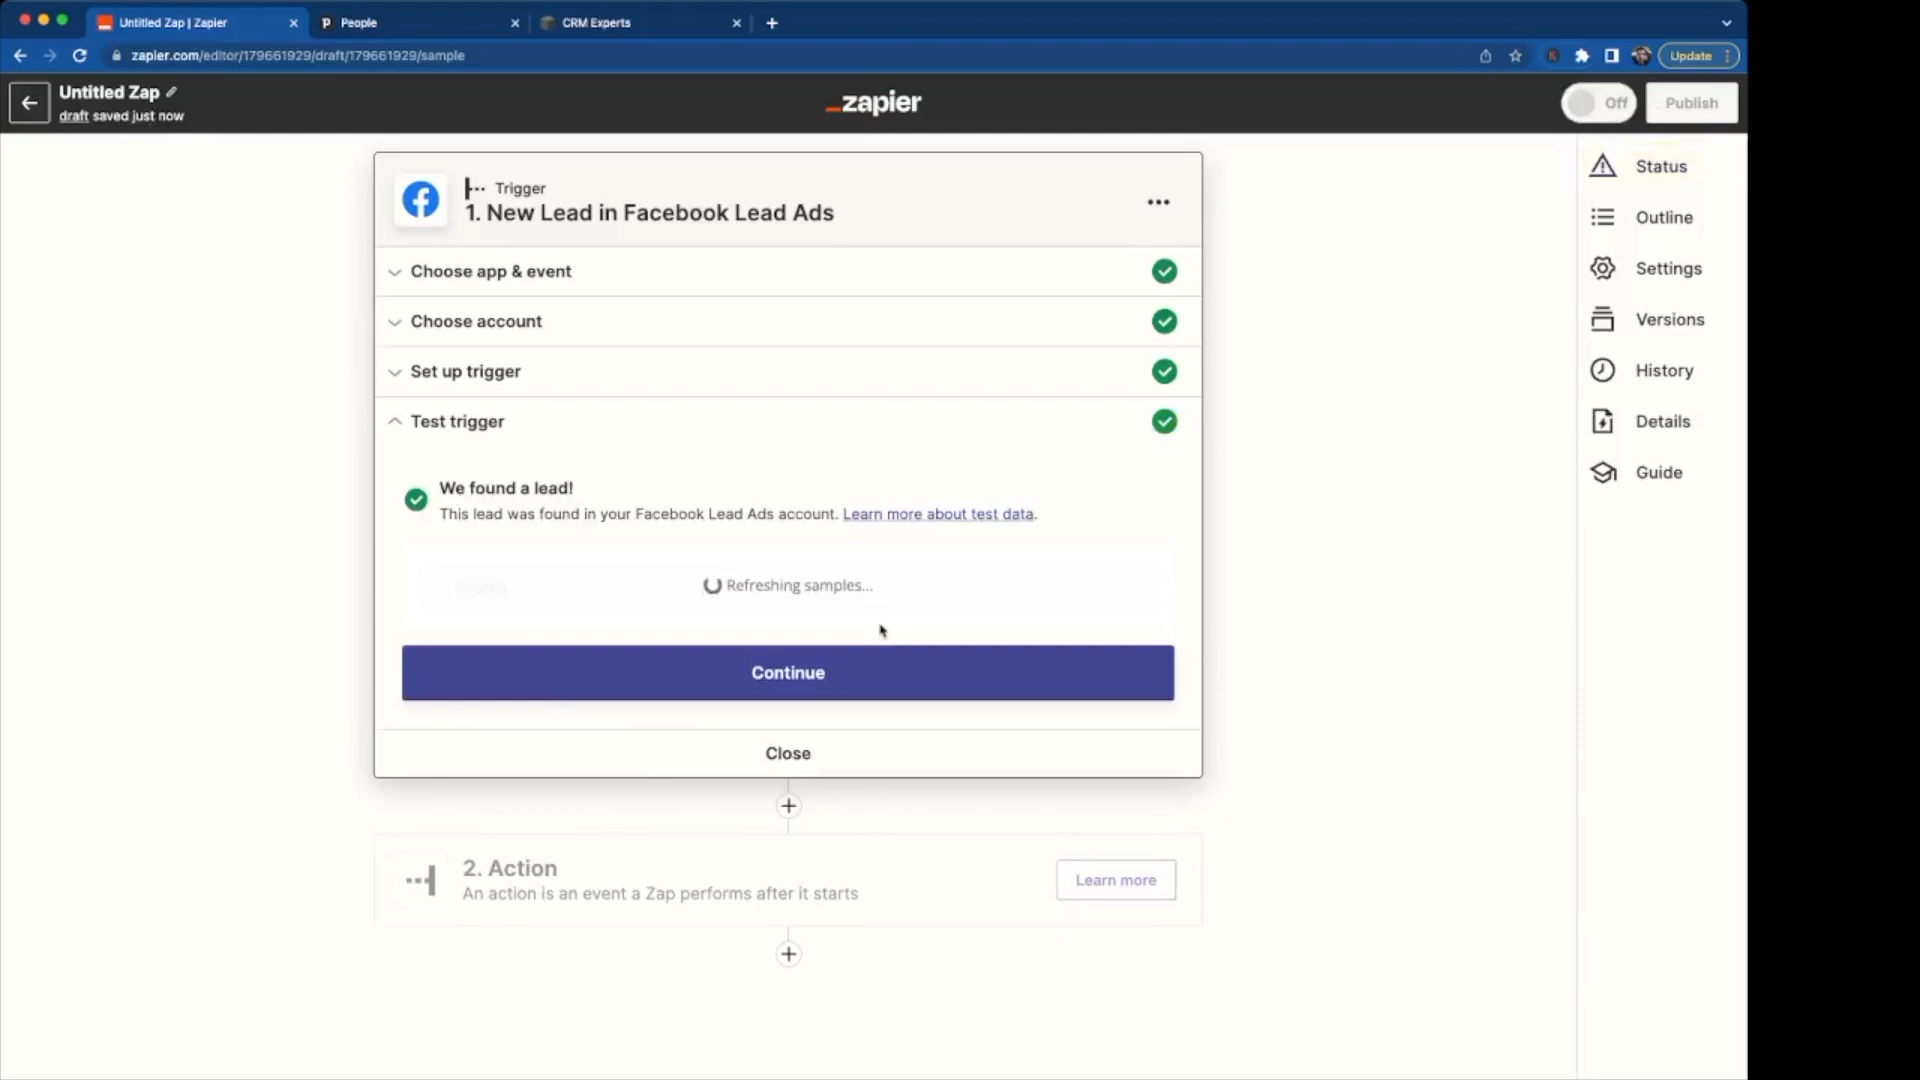 Untitled Zap | Zapier
People
CRM Experts
zapier.com/editor/179661929/draft/179661929/sample
Update
Untitled Zap
draft saved just now
_zapier
Off
Publish
Trigger
1. New Lead in Facebook Lead Ads
Choose app & event
Choose account
Set up trigger
Test trigger
We found a lead!
This lead was found in your Facebook Lead Ads account. Learn more about test data.
Search
Refreshing samples...
Continue
Close
2. Action
An action is an event a Zap performs after it starts
Learn more
Status
Outline
Settings
Versions
History
Details
Guide